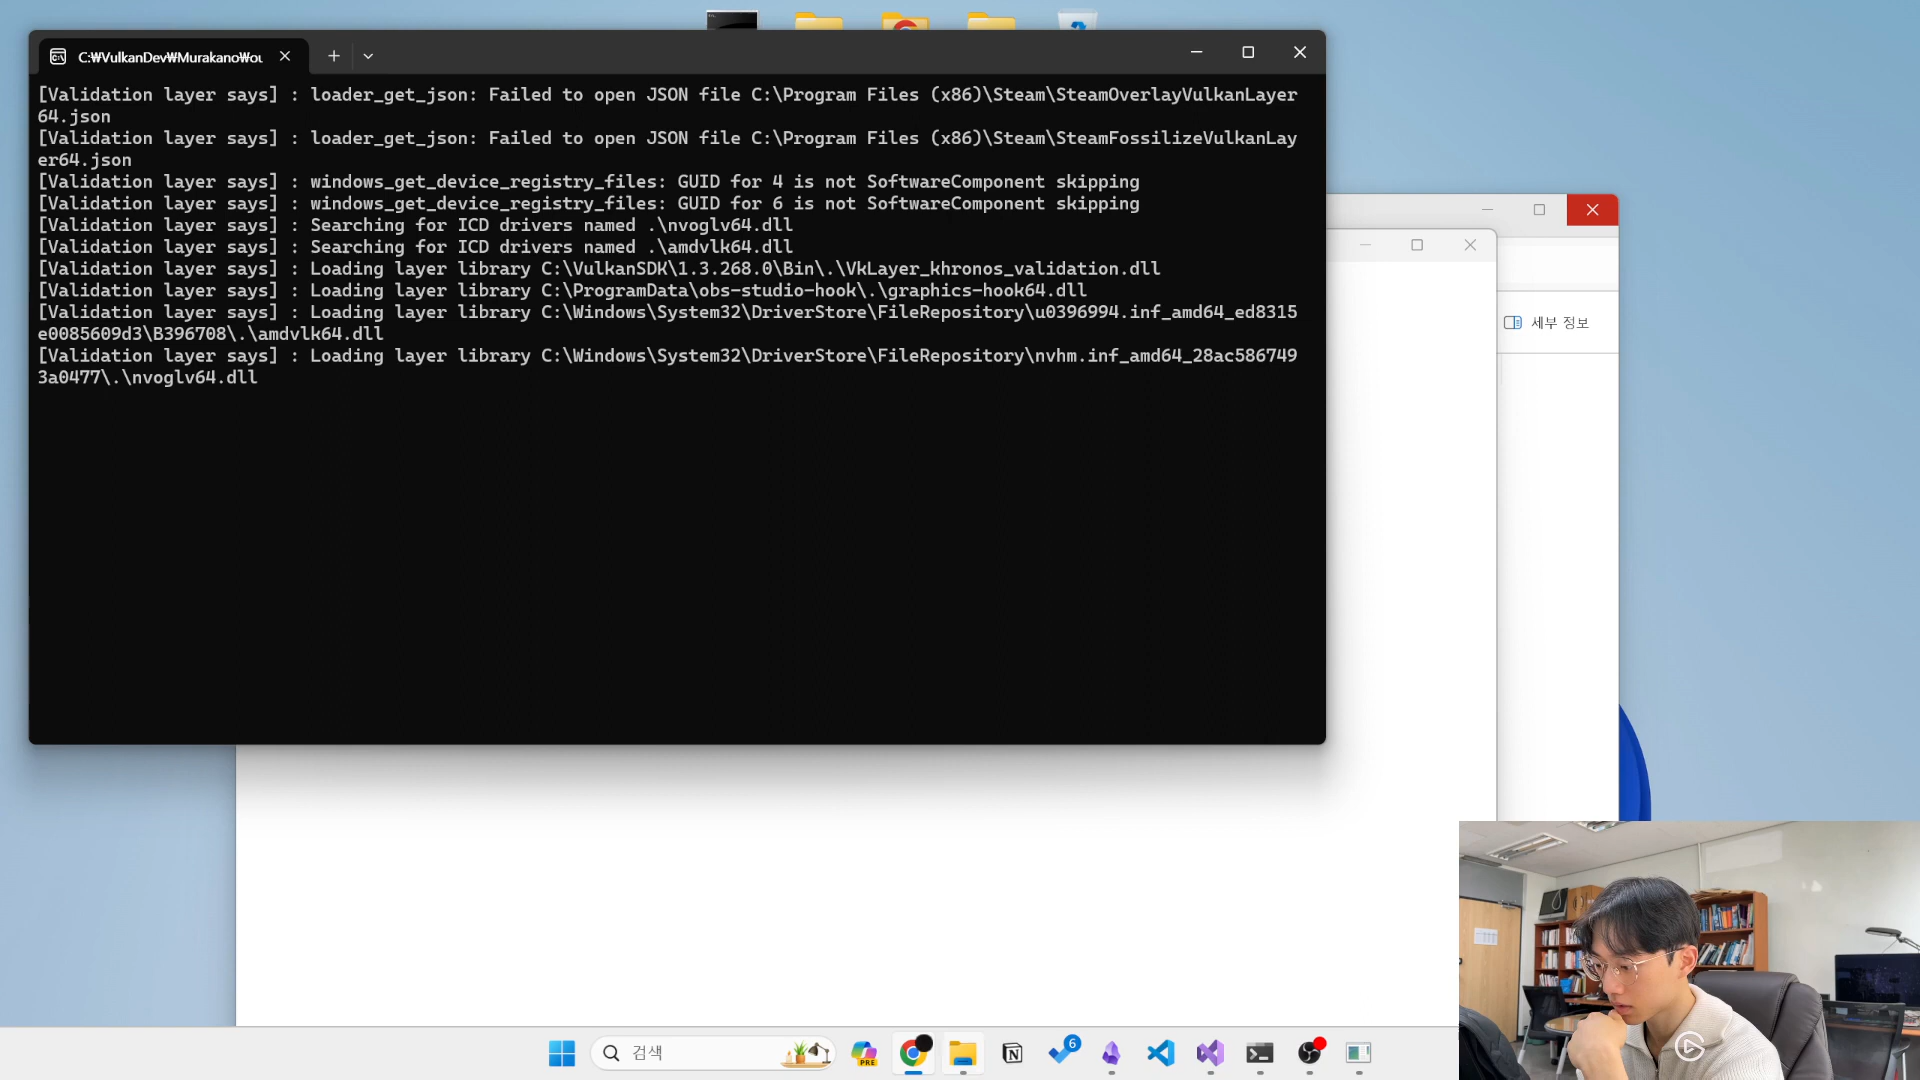 C:₩VulkanDev₩Murakano₩ou
[Validation layer says] : loader_get_json: Failed to open JSON file C:\Program Files (x86)\Steam\SteamOverlayVulkanLayer
64.json
[Validation layer says] : loader_get_json: Failed to open JSON file C:\Program Files (x86)\Steam\SteamFossilizeVulkanLay
er64.json
[Validation layer says] : windows_get_device_registry_files: GUID for 4 is not SoftwareComponent skipping
[Validation layer says] : windows_get_device_registry_files: GUID for 6 is not SoftwareComponent skipping
[Validation layer says] : Searching for ICD drivers named .\nvoglv64.dll
[Validation layer says] : Searching for ICD drivers named .\amdvlk64.dll
[Validation layer says] : Loading layer library C:\VulkanSDK\1.3.268.0\Bin\.\VkLayer_khronos_validation.dll
[Validation layer says] : Loading layer library C:\ProgramData\obs-studio-hook\.\graphics-hook64.dll
[Validation layer says] : Loading layer library C:\Windows\System32\DriverStore\FileRepository\u0396994.inf_amd64_ed8315
e0085609d3\B396708\.\amdvlk64.dll
[Validation layer says] : Loading layer library C:\Windows\System32\DriverStore\FileRepository\nvhm.inf_amd64_28ac586749
3a0477\.\nvoglv64.dll
세부 정보
검색
PRE
6